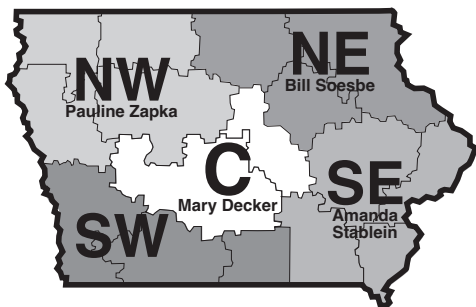 NW
Pauline Zapka
NE
Bill Soesbe
C
Mary Decker
SE
Amanda
Stablein
SW